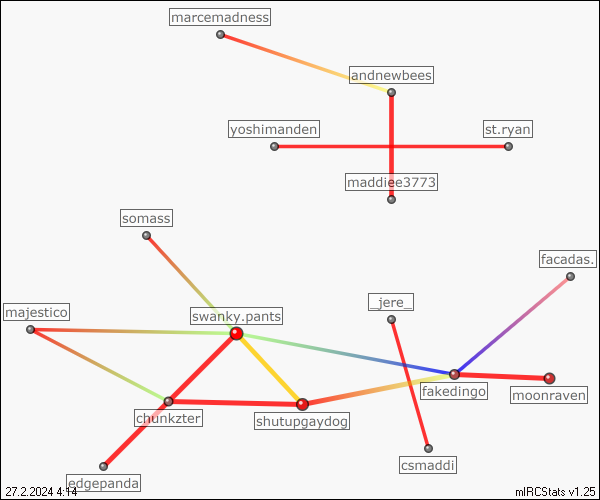 marcemadness
andnewbees
yoshimanden
st.ryan
maddiee3773
somass
facadas.
_jere_
majestico
swanky.pants
fakedingo
moonraven
chunkzter
shutupgaydog
csmaddi
edgepanda
27.2.2024 4:14
mIRCStats v1.25